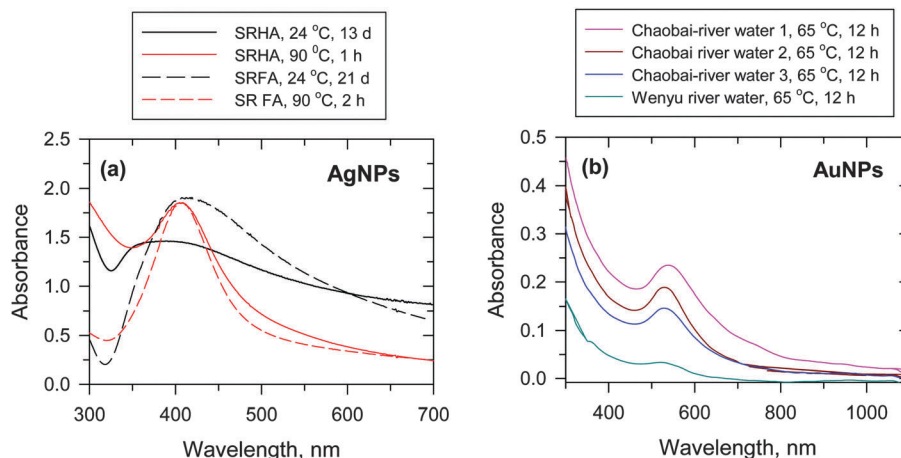 SRHA, 24 °C, 13 d
SRHA, 90 ⁰C, 1 h
SRFA, 24 °C, 21 d
SR FA, 90 °C, 2 h
(a)
AgNPs
2.5
2.0
1.5
1.0
0.5
0.0
Absorbance
300
400
500
600
700
Wavelength, nm
Chaobai-river water 1, 65 °C, 12 h
Chaobai river water 2, 65 °C, 12 h
Chaobai-river water 3, 65 °C, 12 h
Wenyu river water, 65 °C, 12 h
(b)
AuNPs
0.5
0.4
0.3
0.2
0.1
0.0
Absorbance
400
600
800
1000
Wavelength, nm